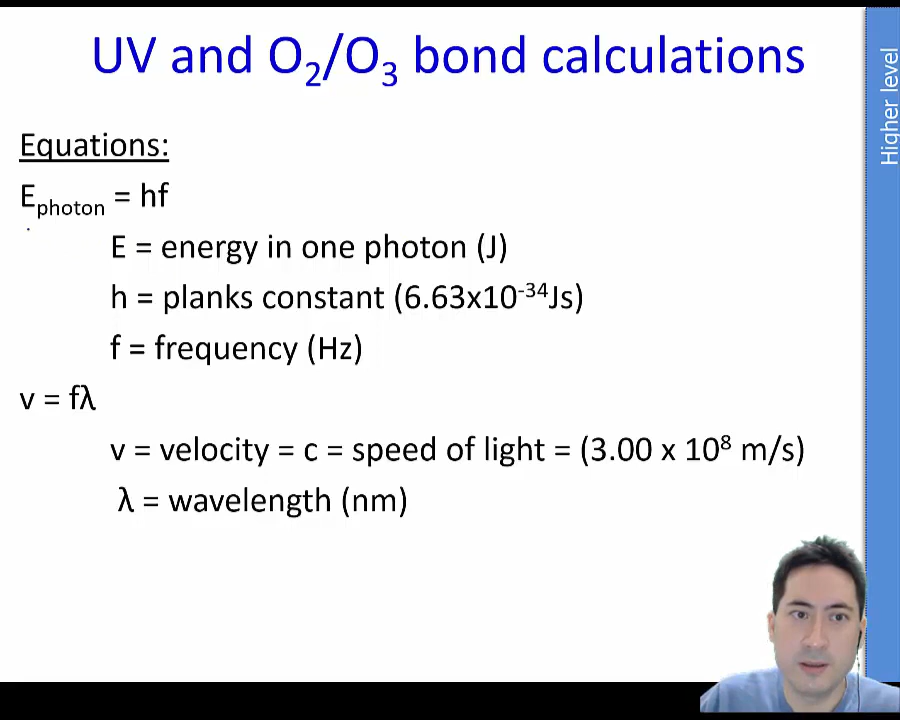 UV and O₂/O₃ bond calculations
Higher level
Equations:
Ephoton = hf
E = energy in one photon (J)
h = planks constant (6.63x10⁻³⁴Js)
f = frequency (Hz)
v = fλ
v = velocity = c = speed of light = (3.00 x 10⁸ m/s)
λ = wavelength (nm)